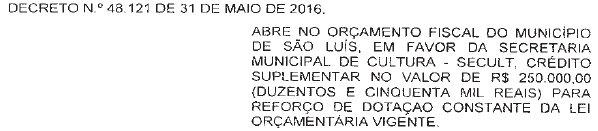 DECRETO N.º 48.121 DE 31 DE MAIO DE 2016.
ABRE NO ORÇAMENTO FISCAL DO MUNICÍPIO
DE SÃO LUÍS, EM FAVOR DA SECRETARIA
MUNICIPAL DE CULTURA - SECULT, CRÉDITO
SUPLEMENTAR NO VALOR DE R$ 250.000,00
(DUZENTOS E CINQUENTA MIL REAIS) PARA
REFORÇO DE DOTAÇAO CONSTANTE DA LEI
ORÇAMENTÁRIA VIGENTE.